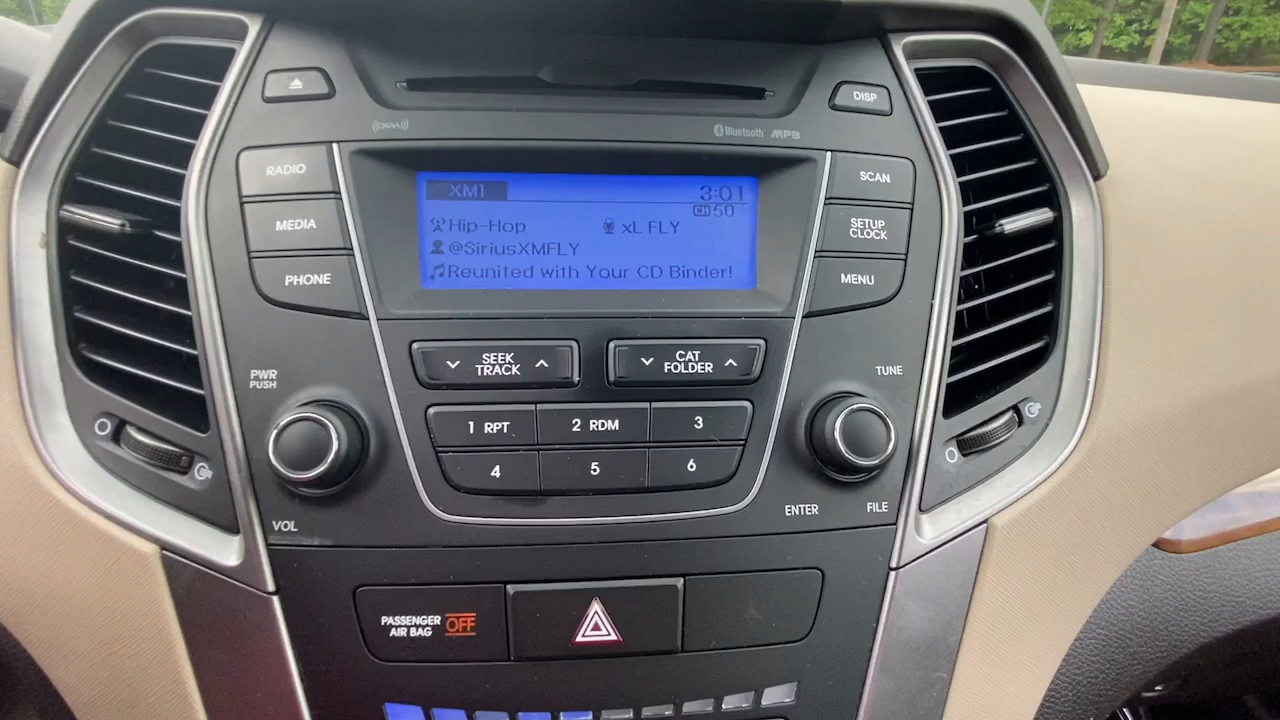 DISP
((XM))
Bluetooth MP3
RADIO
SCAN
XM1
3:01
CH 50
MEDIA
Hip-Hop
xL FLY
SETUP
CLOCK
@SiriusXMFLY
PHONE
Reunited with Your CD Binder!
MENU
SEEK
TRACK
CAT
FOLDER
PWR
PUSH
TUNE
1 RPT
2 RDM
3
4
5
6
VOL
ENTER
FILE
PASSENGER
AIR BAG
OFF